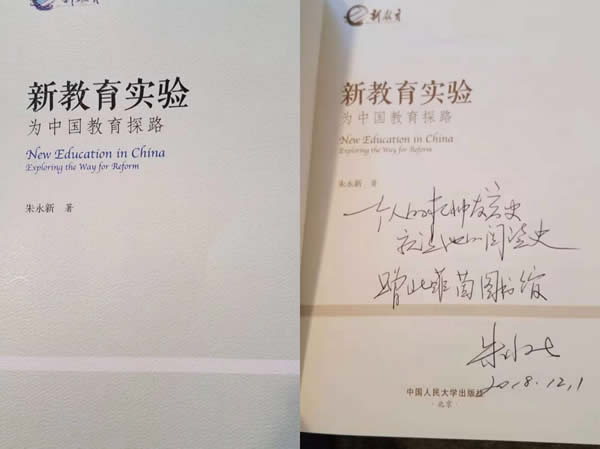 新教育
新教育实验
为中国教育探路
New Education in China
Exploring the Way for Reform
朱永新 著
新教育
新教育实验
为中国教育探路
New Education in China
Exploring the Way for Reform
朱永新 著
一个人的精神发育史
就是他的阅读史
赠 图书馆
朱永新
2018.12.1
中国人民大学出版社
·北京·